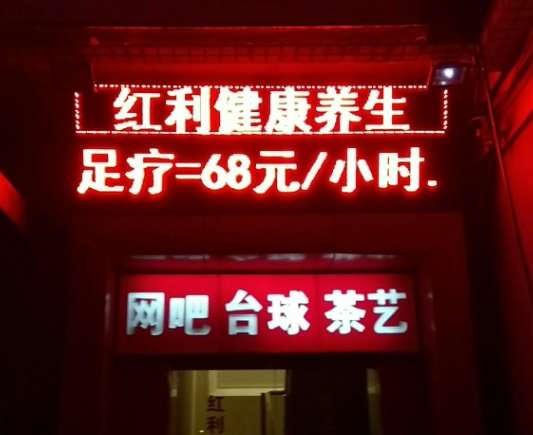 红利健康养生
足疗=68元/小时.
网吧 台球 茶艺
红利